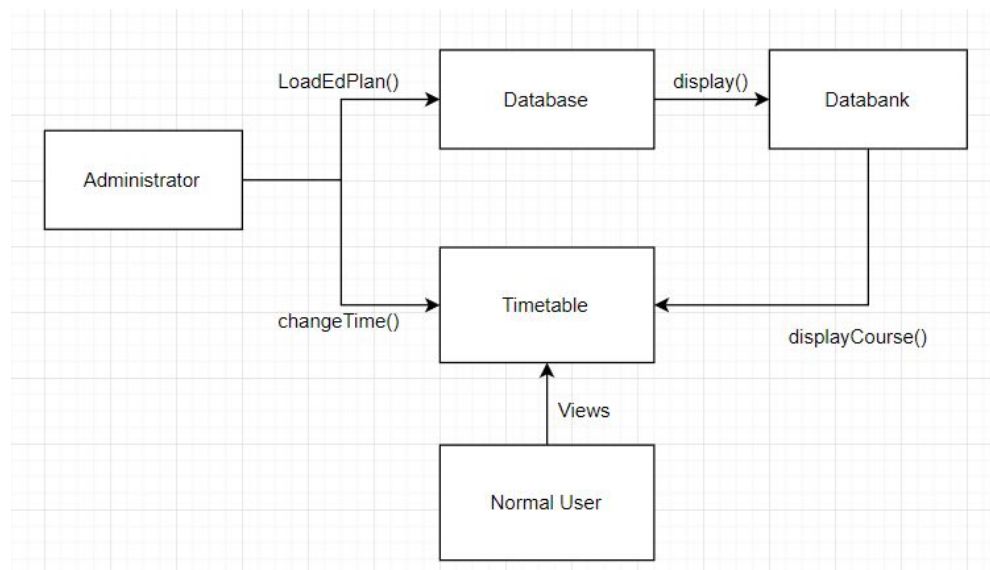 LoadEdPlan()
Database
display()
Databank
Administrator
Timetable
changeTime()
displayCourse()
Views
Normal User